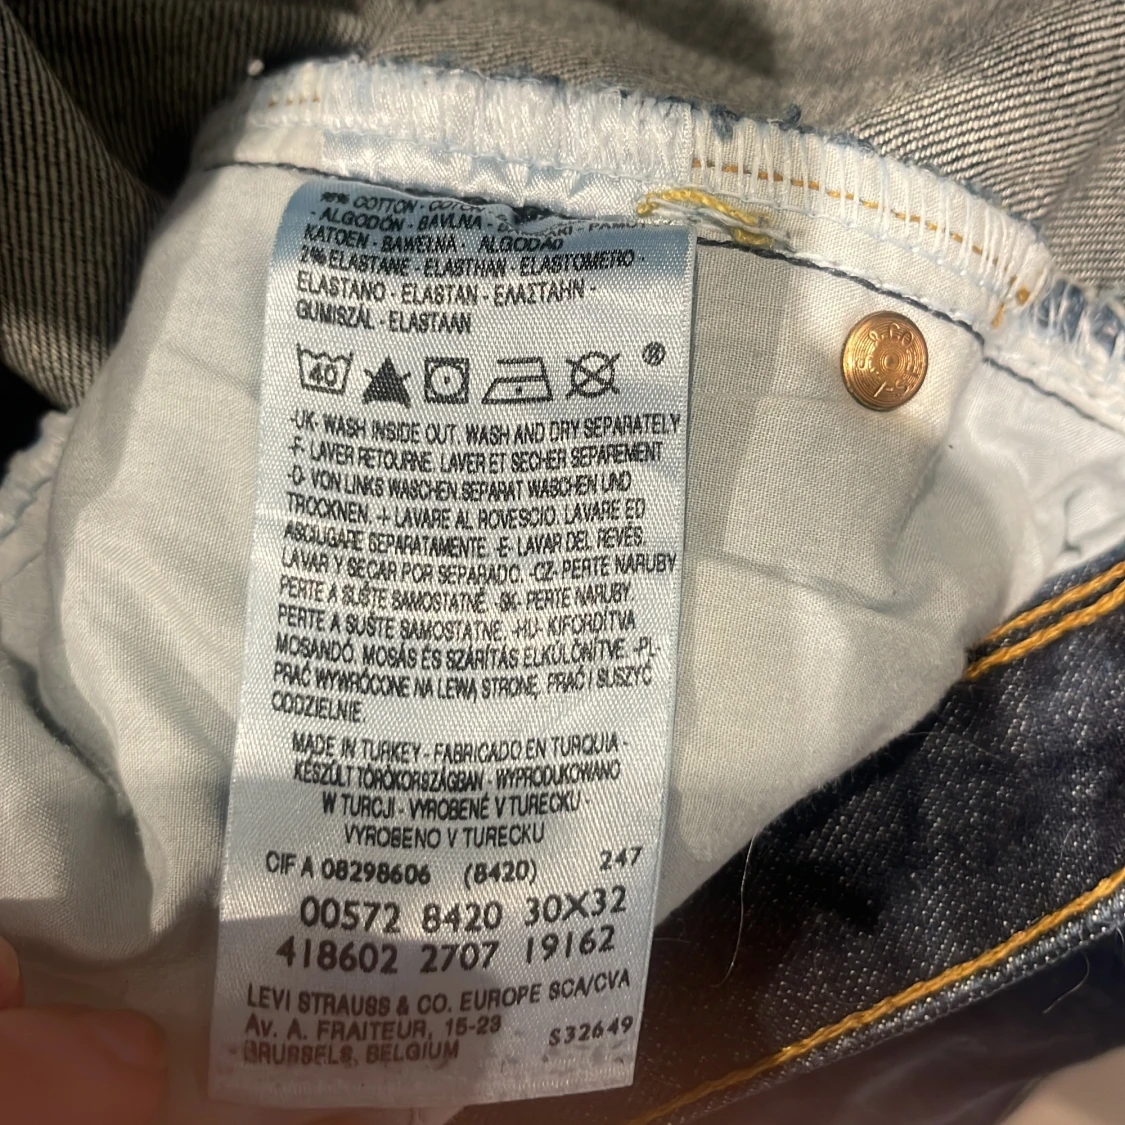 COTTON - COTO
- ALGODÓN - BAVLNA -
KATOEN - BAWEŁNA - ALGODÃO
2% ELASTANE - ELASTHAN - ELASTOMERO
ELASTANO - ELASTAN - ΕΛΑΣΤΑΗΝ -
GUMISZÁL - ELASTAAN
40
®
-UK- WASH INSIDE OUT. WASH AND DRY SEPARATELY
-F- LAVER RETOURNE. LAVER ET SECHER SEPAREMENT
-D- VON LINKS WASCHEN.SEPARAT WASCHEN UND
TROCKNEN. -I- LAVARE AL ROVESCIO. LAVARE ED
ASCIUGARE SEPARATAMENTE. -E- LAVAR DEL REVÉS.
LAVAR Y SECAR POR SEPARADO. -CZ- PERTE NARUBY
PERTE A SUŠTE SAMOSTATNĚ. -SK- PERTE NARUBY.
PERTE A SUŠTE SAMOSTATNE. -HU- KIFORDÍTVA
MOSANDÓ. MOSÁS ÉS SZÁRÍTÁS ELKÜLÖNÍTVE. -PL-
PRAĆ WYWRÓCONE NA LEWĄ STRONĘ, PRAĆ I SUSZYĆ
ODDZIELNIE.
MADE IN TURKEY - FABRICADO EN TURQUIA -
KÉSZÜLT TÖRÖKORSZÁGBAN - WYPRODUKOWANO
W TURCJI - VYROBENÉ V TURECKU -
VYROBENO V TURECKU
CIF A 08298606 (8420) 247
00572 8420 30X32
418602 2707 19162
LEVI STRAUSS & CO. EUROPE SCA/CVA
Av. A. FRAITEUR, 15-23 S32649
BRUSSELS, BELGIUM